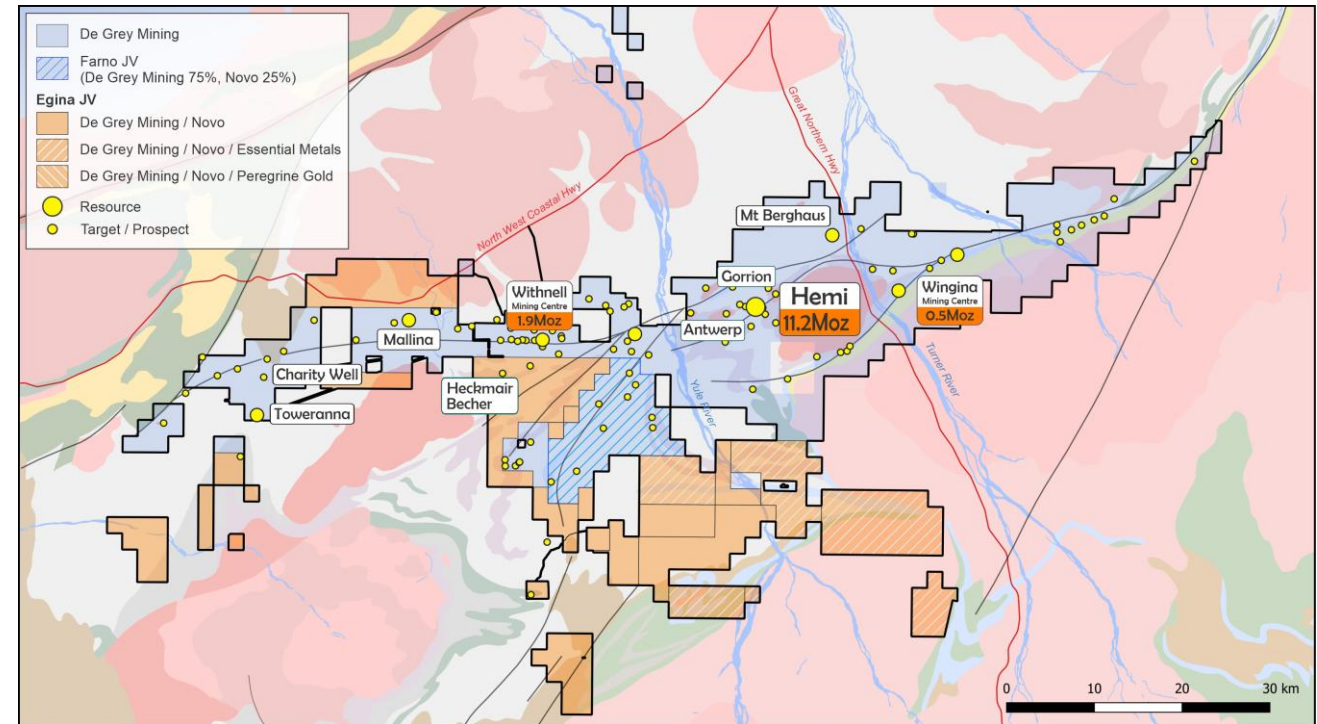 De Grey Mining
Farno JV
(De Grey Mining 75%, Novo 25%)
Egina JV
De Grey Mining / Novo
De Grey Mining / Novo / Essential Metals
De Grey Mining / Novo / Peregrine Gold
Resource
Target / Prospect
North West Coastal Hwy
Great Northern Hwy
Mt Berghaus
Gorrion
Hemi
11.2Moz
Wingina
Mining Centre
0.5Moz
Withnell
Mining Centre
1.9Moz
Antwerp
Mallina
Charity Well
Toweranna
Heckmair
Becher
Yule River
Turner River
0 10 20 30 km